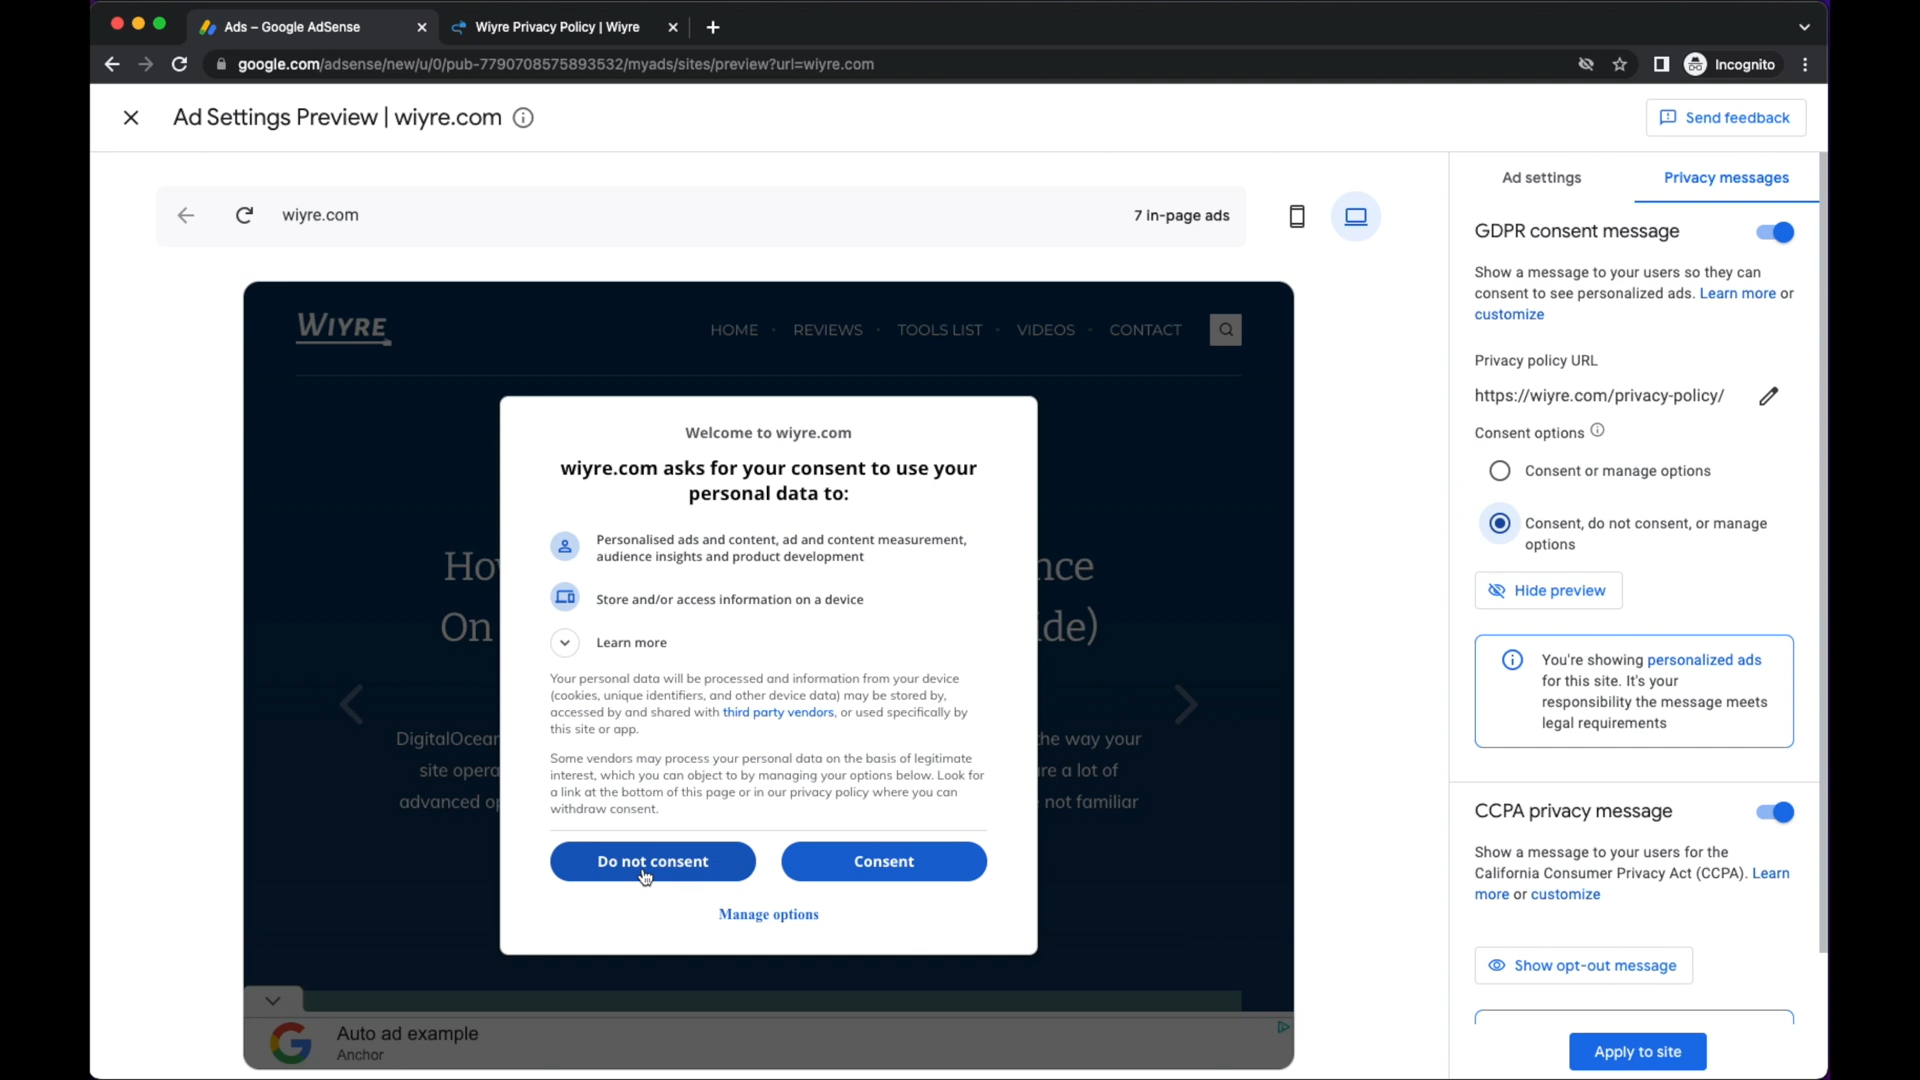 Ads – Google AdSense
Wiyre Privacy Policy | Wiyre
google.com/adsense/new/u/0/pub-7790708575893532/myads/sites/preview?url=wiyre.com
Incognito
Ad Settings Preview | wiyre.com
Send feedback
wiyre.com
7 in-page ads
WIYRE
HOME
REVIEWS
TOOLS LIST
VIDEOS
CONTACT
Welcome to wiyre.com
wiyre.com asks for your consent to use your
personal data to:
Personalised ads and content, ad and content measurement,
audience insights and product development
Store and/or access information on a device
Learn more
Your personal data will be processed and information from your device
(cookies, unique identifiers, and other device data) may be stored by,
accessed by and shared with third party vendors, or used specifically by
this site or app.
Some vendors may process your personal data on the basis of legitimate
interest, which you can object to by managing your options below. Look for
a link at the bottom of this page or in our privacy policy where you can
withdraw consent.
Do not consent
Consent
Manage options
On
ide)
site opera
re a lot of
not familiar
he way your
Auto ad example
Anchor
Ad settings
Privacy messages
GDPR consent message
Show a message to your users so they can
consent to see personalized ads. Learn more or
customize
Privacy policy URL
https://wiyre.com/privacy-policy/
Consent options
Consent or manage options
Consent, do not consent, or manage
options
Hide preview
You're showing personalized ads
for this site. It's your
responsibility the message meets
legal requirements
CCPA privacy message
Show a message to your users for the
California Consumer Privacy Act (CCPA). Learn
more or customize
Show opt-out message
Apply to site